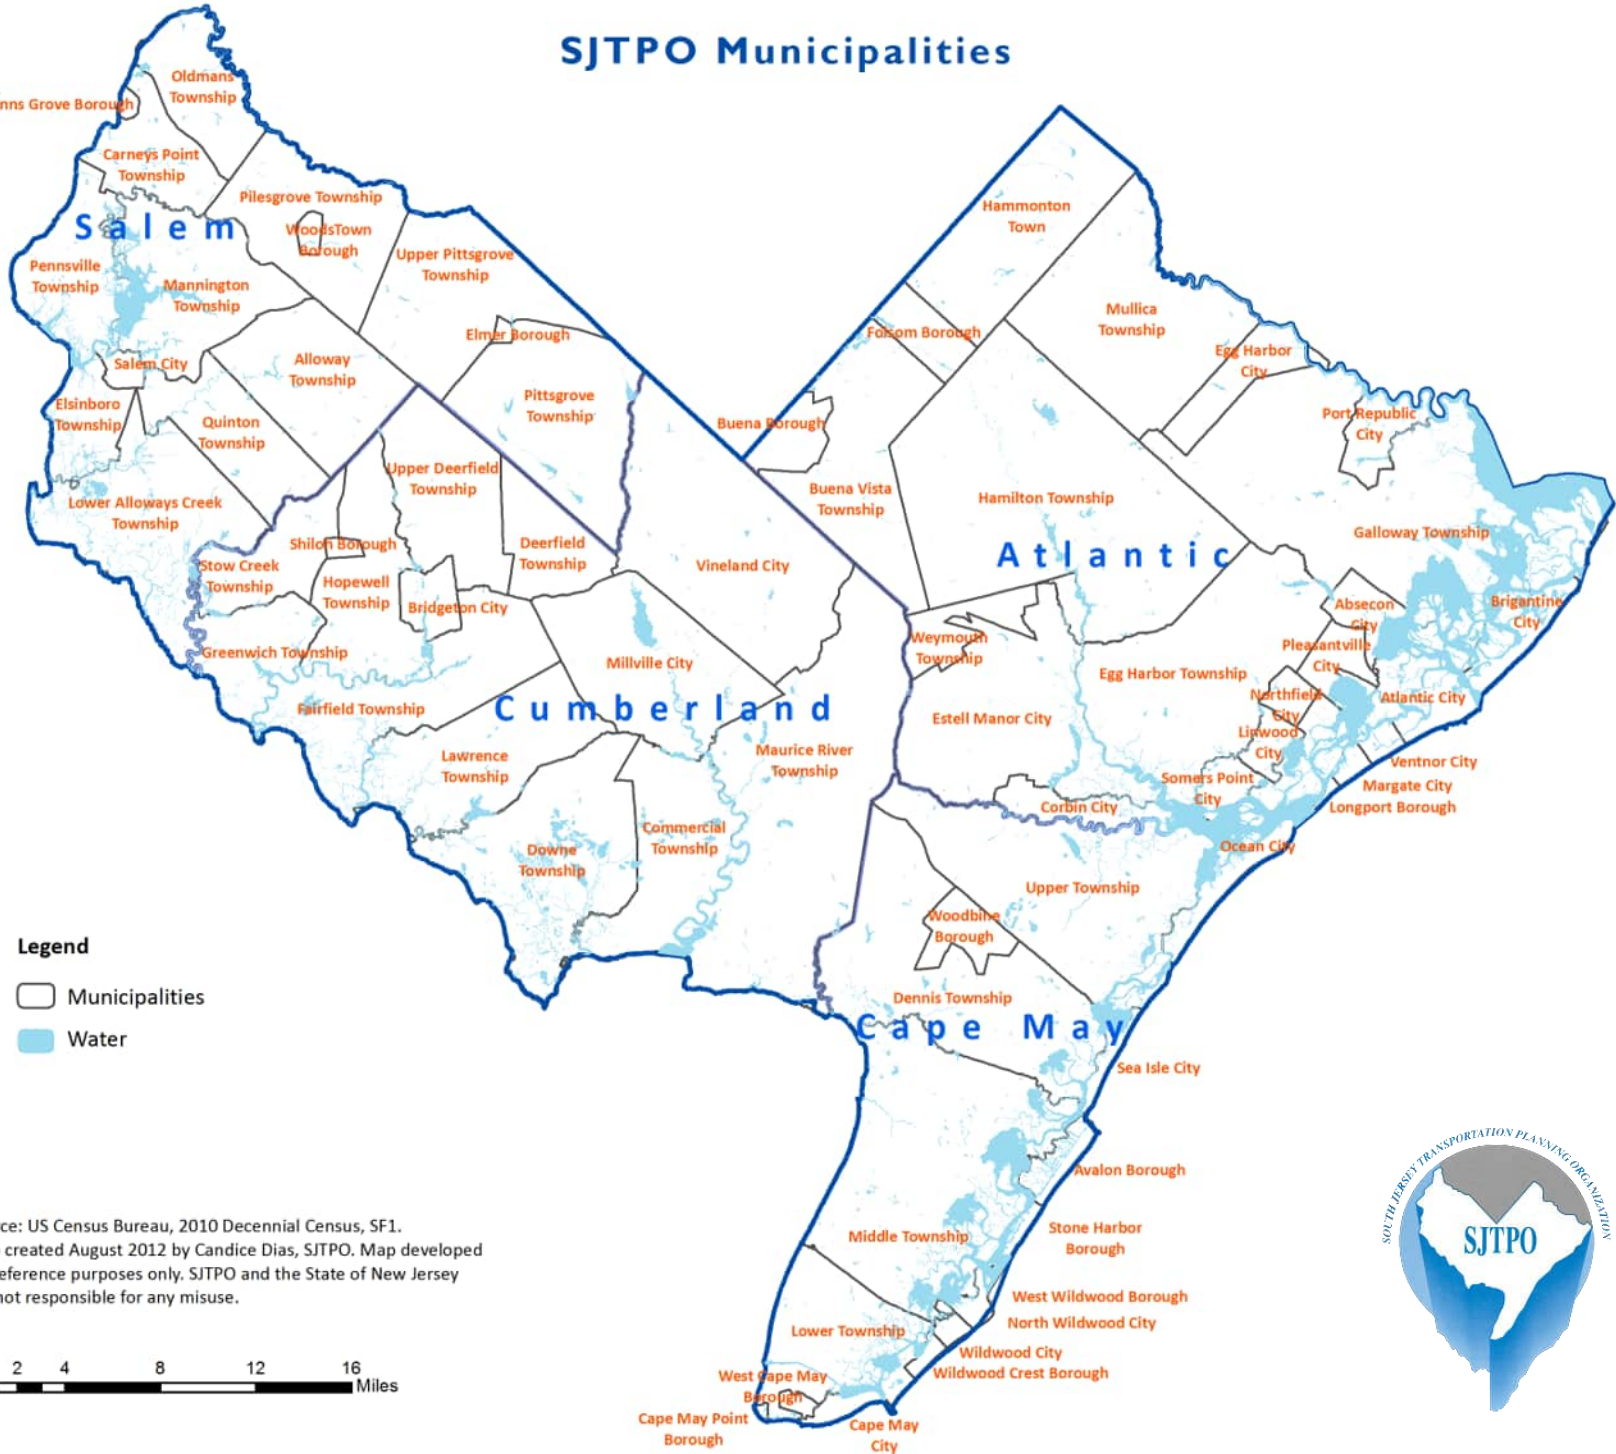 SJTPO Municipalities
Oldmans
Township
nns Grove Borough
Carneys Point
Township
Pilesgrove Township
WoodsTown
Borough
Salem
Pennsville
Township
Mannington
Township
Upper Pittsgrove
Township
Elmer Borough
Salem City
Alloway
Township
Elsinboro
Township
Quinton
Township
Pittsgrove
Township
Lower Alloways Creek
Township
Hammonton
Town
Folsom Borough
Mullica
Township
Egg Harbor
City
Port Republic
City
Buena Borough
Buena Vista
Township
Hamilton Township
Galloway Township
Atlantic
Absecon
City
Brigantine
City
Pleasantville
City
Weymouth
Township
Egg Harbor Township
Northfield
City
Atlantic City
Estell Manor City
Linwood
City
Somers Point
City
Ventnor City
Margate City
Longport Borough
Corbin City
Upper Deerfield
Township
Shiloh Borough
Deerfield
Township
Vineland City
Stow Creek
Township
Hopewell
Township
Bridgeton City
Greenwich Township
Millville City
Cumberland
Fairfield Township
Lawrence
Township
Maurice River
Township
Commercial
Township
Downe
Township
Ocean City
Upper Township
Woodbine
Borough
Dennis Township
Cape May
Sea Isle City
Avalon Borough
Stone Harbor
Borough
Middle Township
West Wildwood Borough
North Wildwood City
Lower Township
Wildwood City
Wildwood Crest Borough
West Cape May
Borough
Cape May Point
Borough
Cape May
City
Legend
Municipalities
Water
ce: US Census Bureau, 2010 Decennial Census, SF1.
created August 2012 by Candice Dias, SJTPO. Map developed
eference purposes only. SJTPO and the State of New Jersey
not responsible for any misuse.
2 4 8 12 16
Miles
SOUTH JERSEY TRANSPORTATION PLANNING ORGANIZATION
SJTPO